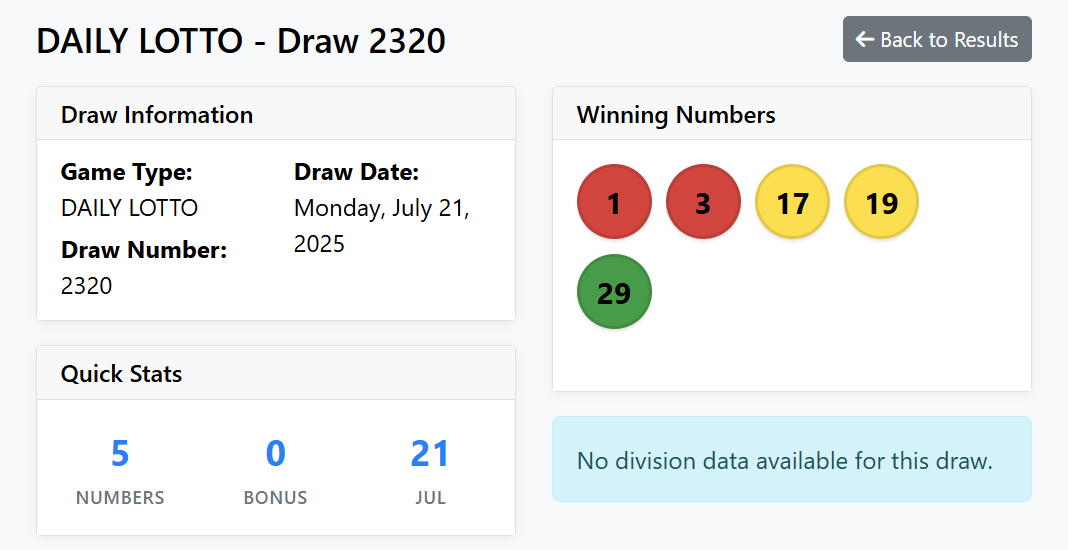 DAILY LOTTO - Draw 2320
Back to Results
Draw Information
Game Type:
DAILY LOTTO
Draw Number:
2320
Draw Date:
Monday, July 21,
2025
Quick Stats
5
NUMBERS
0
BONUS
21
JUL
Winning Numbers
1 3 17 19
29
No division data available for this draw.